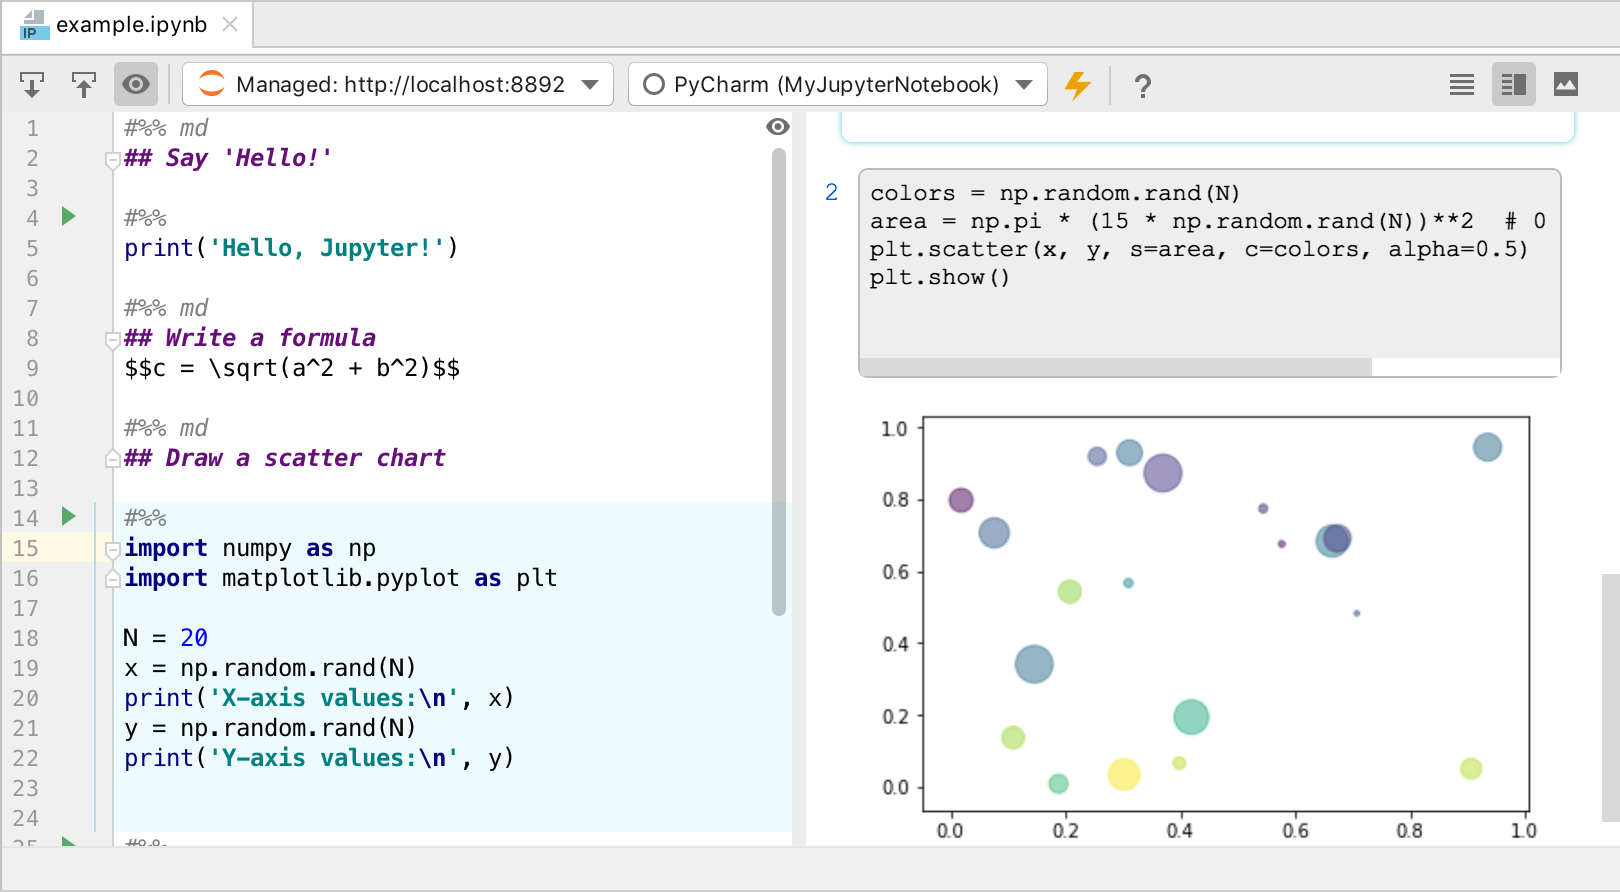 IP example.ipynb
Managed: http://localhost:8892
PyCharm (MyJupyterNotebook)
?
1 #%% md
2 ## Say 'Hello!'
3
4 #%%
5 print('Hello, Jupyter!')
6
7 #%% md
8 ## Write a formula
9 $$c = \sqrt(a^2 + b^2)$$
10
11 #%% md
12 ## Draw a scatter chart
13
14 #%%
15 import numpy as np
16 import matplotlib.pyplot as plt
17
18 N = 20
19 x = np.random.rand(N)
20 print('X-axis values:\n', x)
21 y = np.random.rand(N)
22 print('Y-axis values:\n', y)
23
24
25 #%%
2
colors = np.random.rand(N)
area = np.pi * (15 * np.random.rand(N))**2  # 0
plt.scatter(x, y, s=area, c=colors, alpha=0.5)
plt.show()
1.0
0.8
0.6
0.4
0.2
0.0
0.0 0.2 0.4 0.6 0.8 1.0